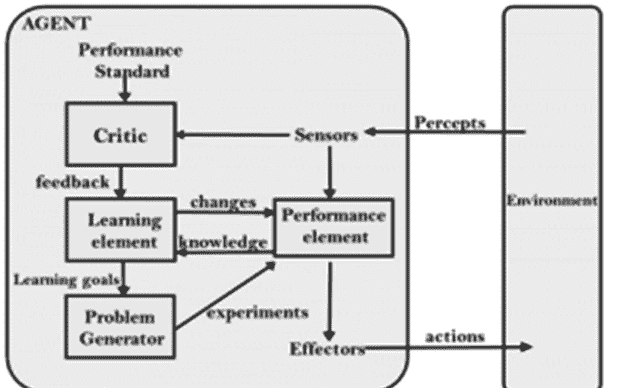 AGENT
Performance
Standard
Critic
Sensors
Percepts
feedback
changes
Learning
element
Performance
element
Environment
knowledge
Learning goals
Problem
Generator
experiments
Effectors
actions